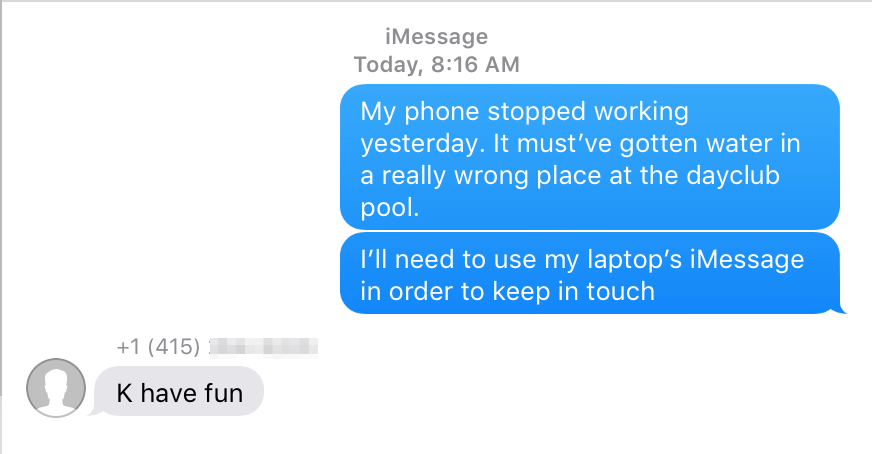 iMessage
Today, 8:16 AM
My phone stopped working
yesterday. It must’ve gotten water in
a really wrong place at the dayclub
pool.
I’ll need to use my laptop’s iMessage
in order to keep in touch
+1 (415)
K have fun